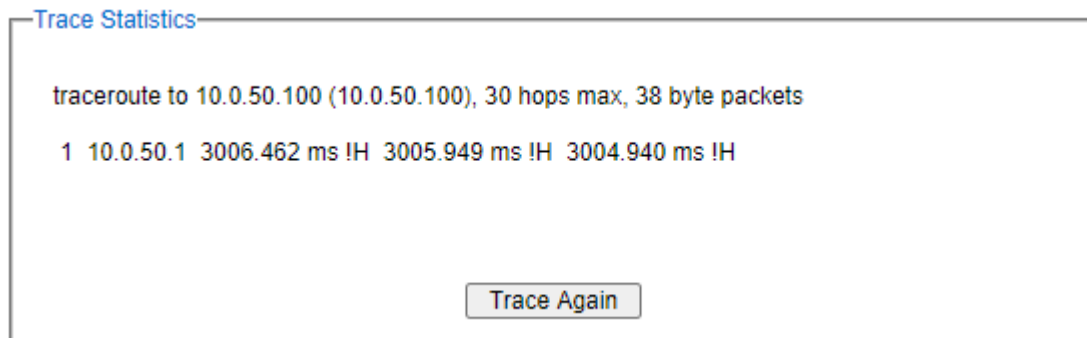 Trace Statistics
traceroute to 10.0.50.100 (10.0.50.100), 30 hops max, 38 byte packets
1 10.0.50.1 3006.462 ms !H 3005.949 ms !H 3004.940 ms !H
Trace Again